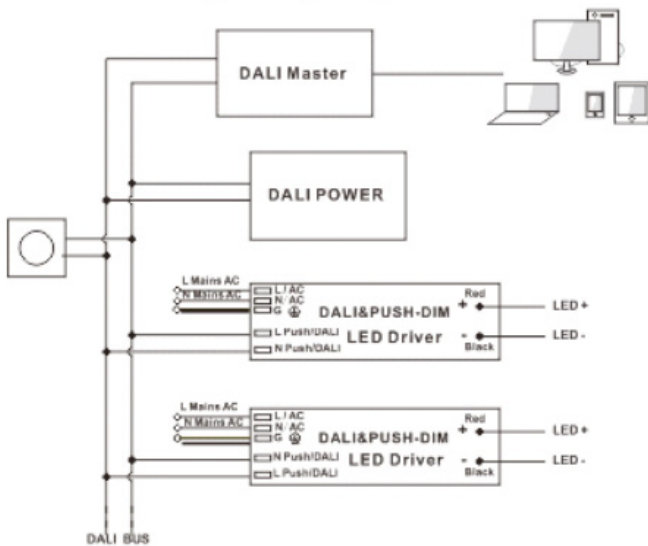 DALI Master
DALI POWER
L Mains AC
N Mains AC
L / AC
N/ AC
G
L Push/DALI
N Push/DALI
DALI&PUSH-DIM
LED Driver
+ Red
- Black
LED +
LED -
L Mains AC
N Mains AC
L / AC
N/ AC
G
N Push/DALI
L Push/DALI
DALI&PUSH-DIM
LED Driver
+ Red
- Black
LED +
LED -
DALI BUS